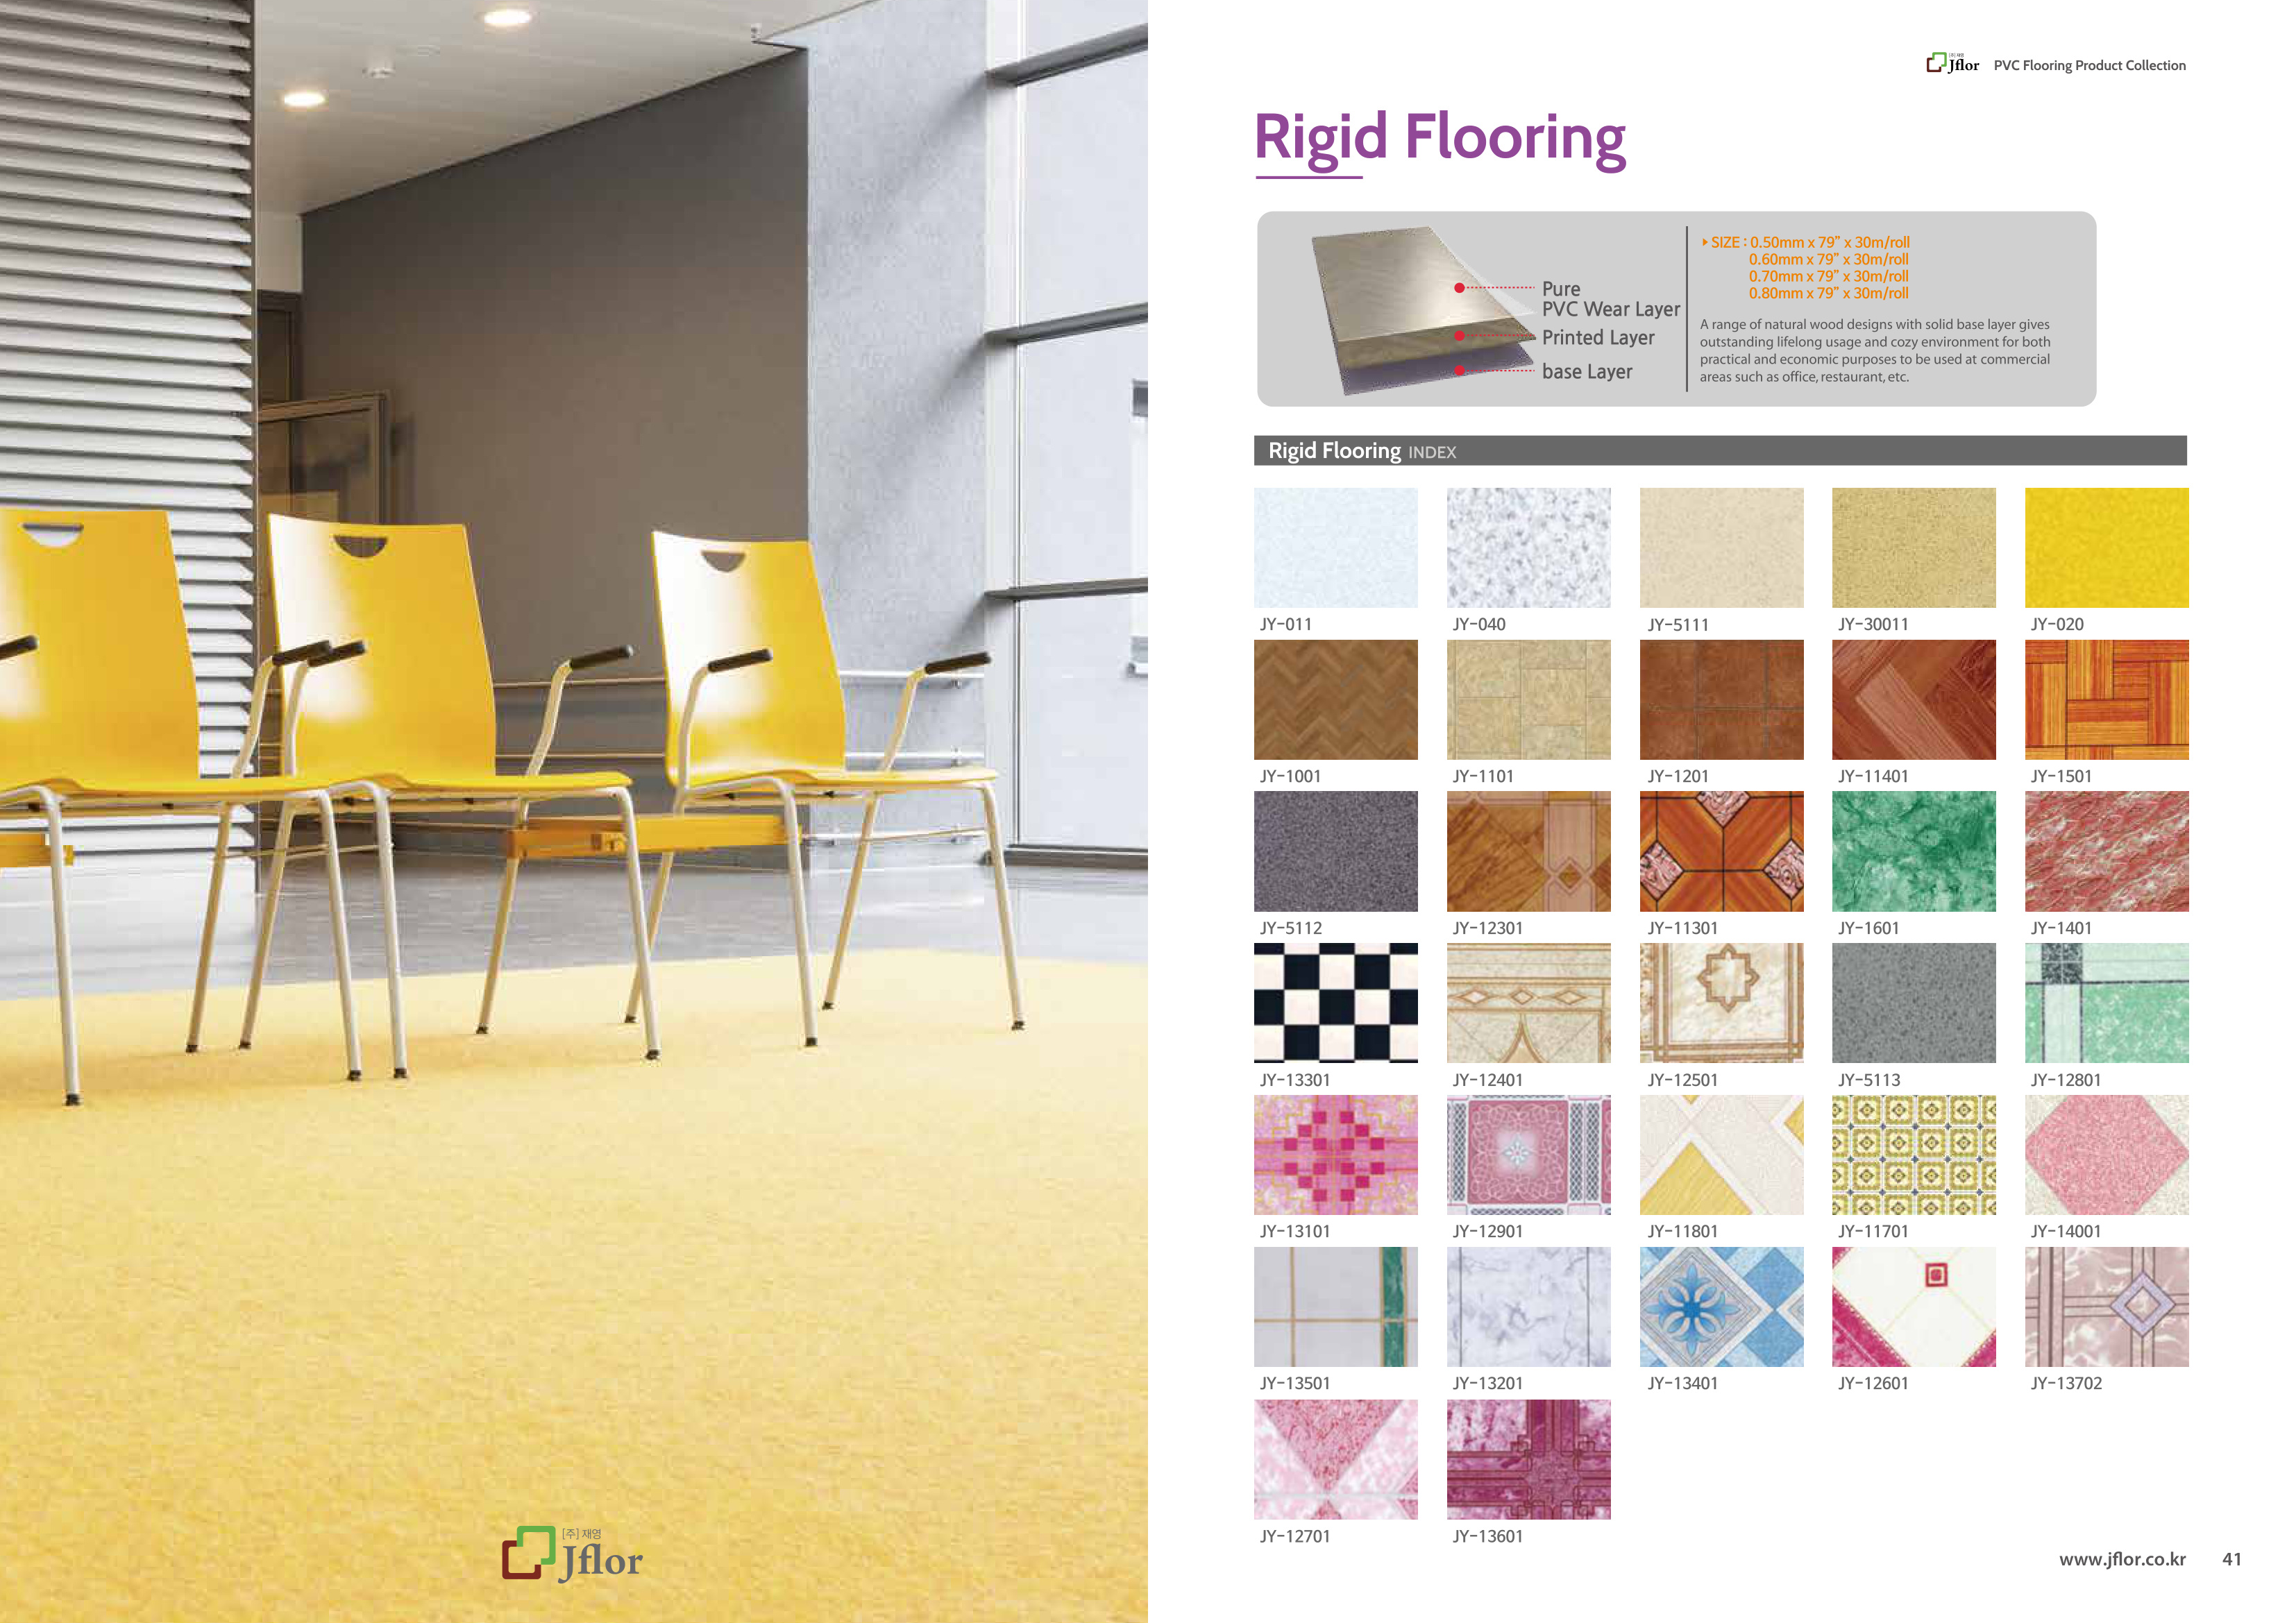 [주] 재영
Jflor
Jflor PVC Flooring Product Collection
Rigid Flooring
Pure
PVC Wear Layer
Printed Layer
base Layer
SIZE : 0.50mm x 79” x 30m/roll
0.60mm x 79” x 30m/roll
0.70mm x 79” x 30m/roll
0.80mm x 79” x 30m/roll
A range of natural wood designs with solid base layer gives
outstanding lifelong usage and cozy environment for both
practical and economic purposes to be used at commercial
areas such as office, restaurant, etc.
Rigid Flooring INDEX
JY-011 JY-040 JY-5111 JY-30011 JY-020
JY-1001 JY-1101 JY-1201 JY-11401 JY-1501
JY-5112 JY-12301 JY-11301 JY-1601 JY-1401
JY-13301 JY-12401 JY-12501 JY-5113 JY-12801
JY-13101 JY-12901 JY-11801 JY-11701 JY-14001
JY-13501 JY-13201 JY-13401 JY-12601 JY-13702
JY-12701 JY-13601
www.jflor.co.kr 41